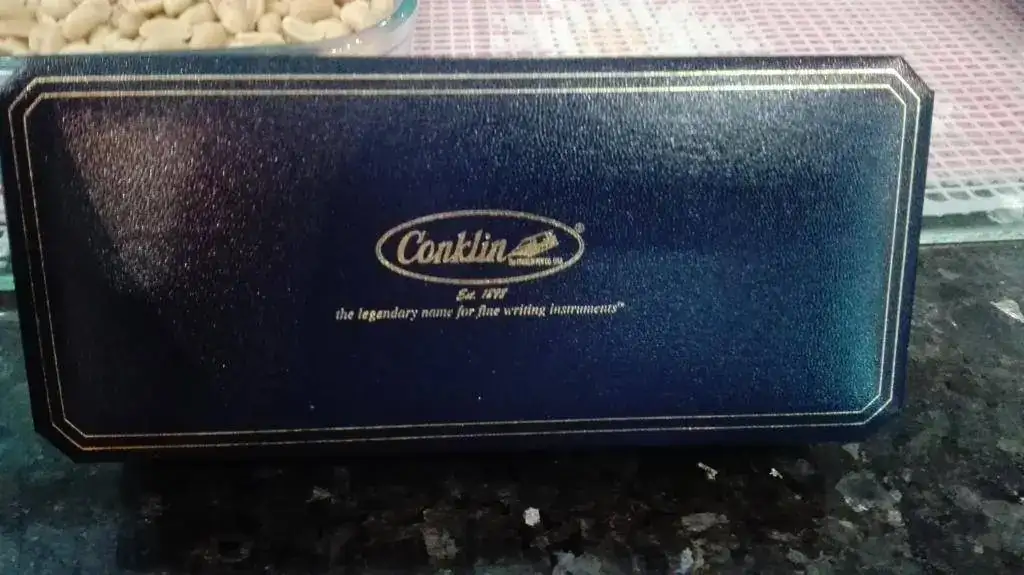 Conklin®
Est. 1898
the legendary name for fine writing instruments™